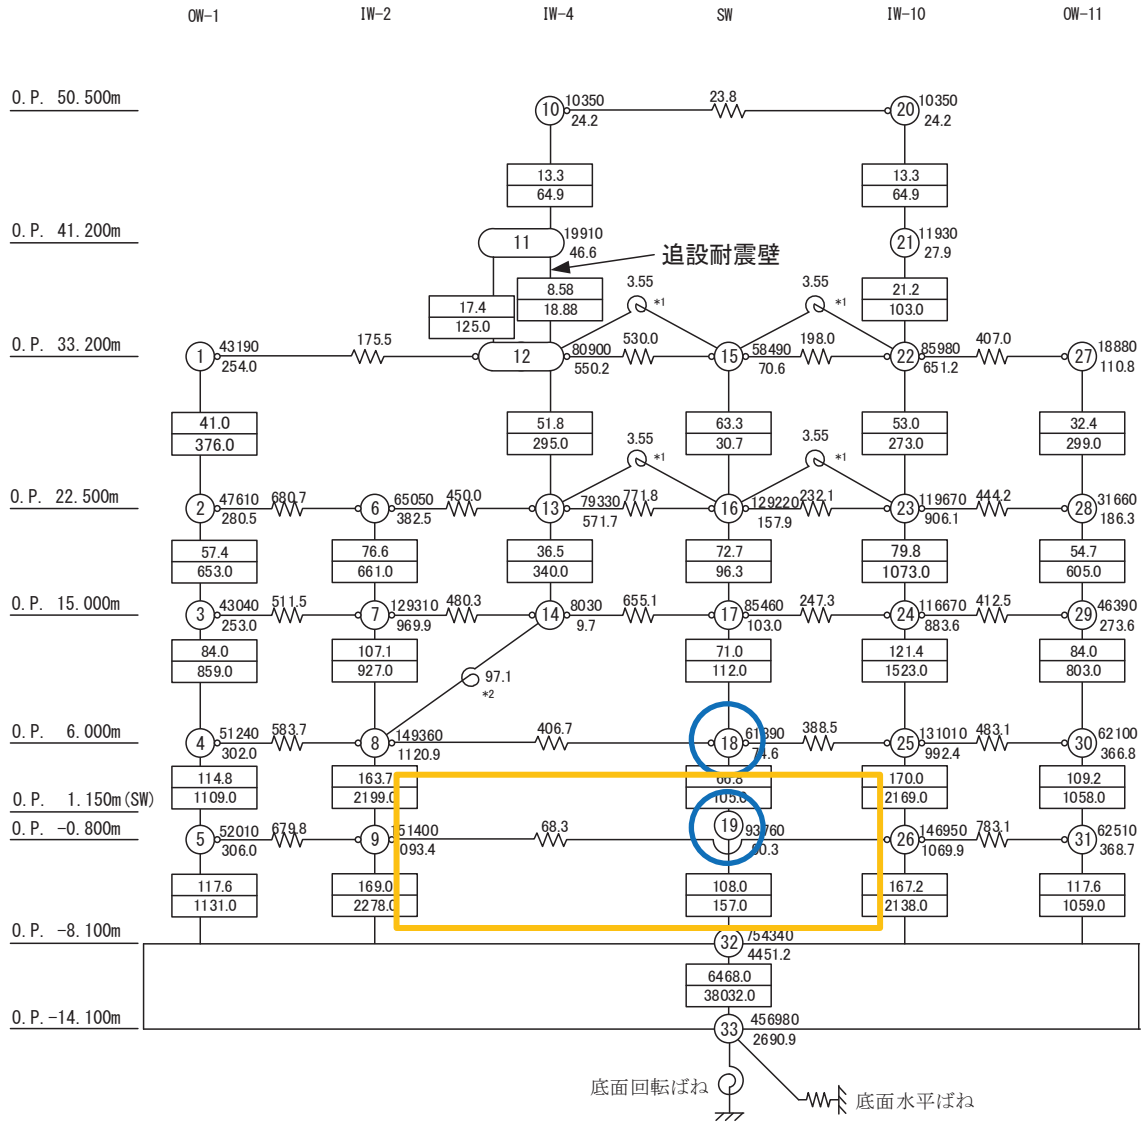 OW-1 IW-2 IW-4 SW IW-10 OW-11
O.P. 50.500m 10 10350 23.8 20 10350
24.2 24.2
13.3 13.3
64.9 64.9
O.P. 41.200m 11 19910 21 11930
46.6 27.9
追設耐震壁
8.58 3.55 3.55 21.2
17.4 18.88 *1 *1 103.0
125.0
O.P. 33.200m 1 43190 175.5 12 80900 530.0 15 58490 198.0 22 85980 407.0 27 18880
254.0 550.2 70.6 651.2 110.8
41.0 51.8 63.3 53.0 32.4
376.0 295.0 30.7 273.0 299.0
3.55 3.55
*1 *1
O.P. 22.500m 2 47610 680.7 6 65050 450.0 13 79330 771.8 16 129220 232.1 23 119670 444.2 28 31660
280.5 382.5 571.7 157.9 906.1 186.3
57.4 76.6 36.5 72.7 79.8 54.7
653.0 661.0 340.0 96.3 1073.0 605.0
O.P. 15.000m 3 43040 511.5 7 129310 480.3 14 8030 655.1 17 85460 247.3 24 116670 412.5 29 46390
253.0 969.9 9.7 103.0 883.6 273.6
84.0 107.1 71.0 121.4 84.0
859.0 927.0 112.0 1523.0 803.0
97.1
*2
O.P. 6.000m 4 51240 583.7 8 149360 406.7 18 388.5 25 131010 483.1 30 62100
302.0 1120.9 74.6 992.4 366.8
114.8 163.7 66.8 170.0 109.2
1109.0 2199.0 105.0 2169.0 1058.0
O.P. 1.150m(SW)
O.P. -0.800m 5 52010 679.8 9 151400 68.3 19 93760 26 146950 783.1 31 62510
306.0 1093.4 1069.9 368.7
117.6 169.0 108.0 167.2 117.6
1131.0 2278.0 157.0 2138.0 1059.0
O.P. -8.100m 32 754340
4451.2
6468.0
38032.0
O.P.-14.100m 33 456980
2690.9
底面回転ばね 底面水平ばね